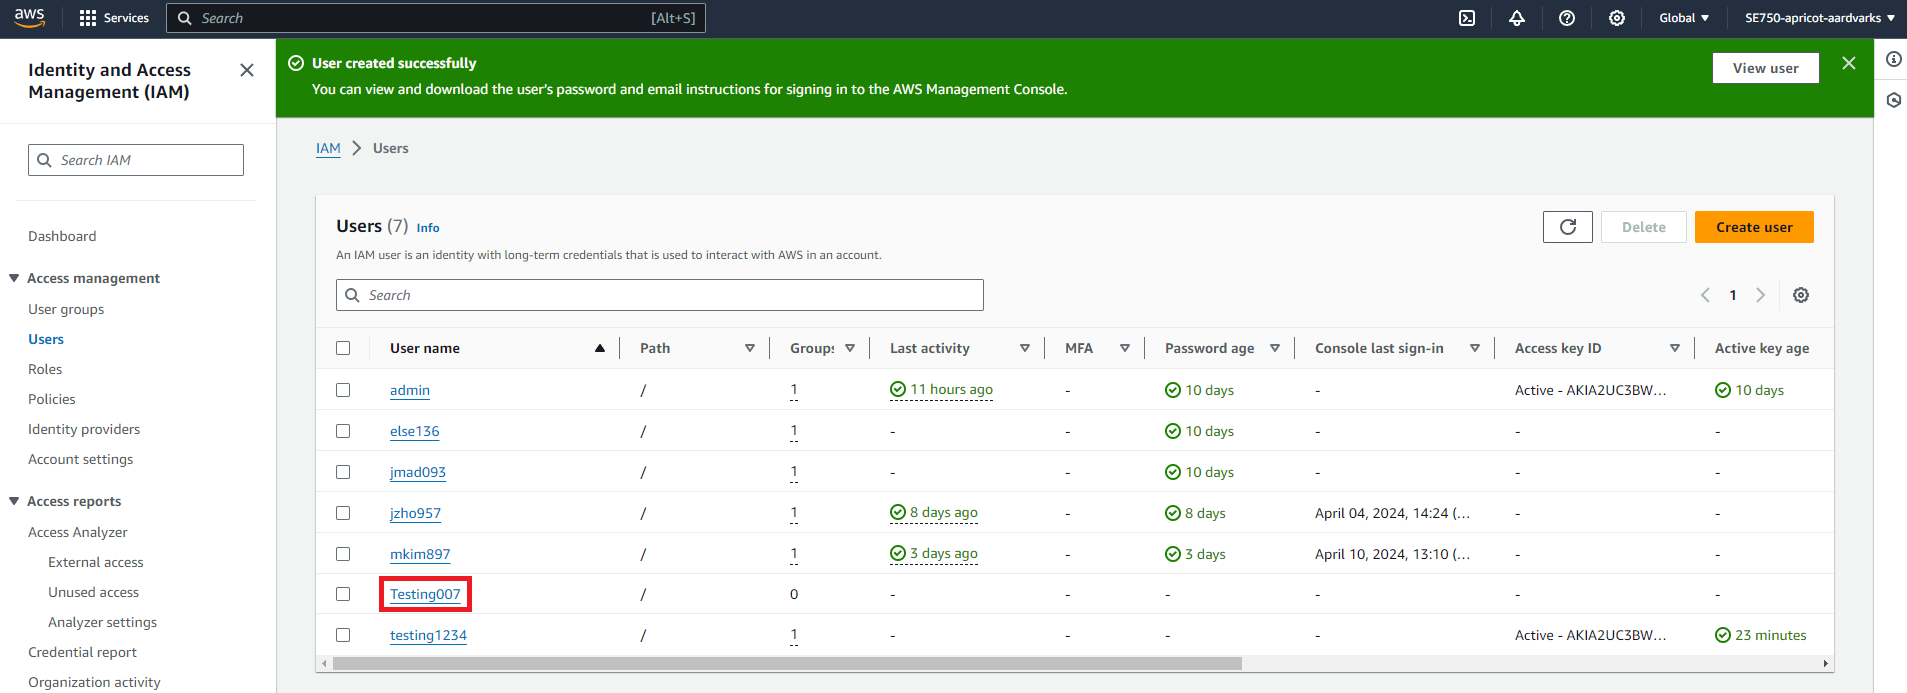 aws Services Search [Alt+S] Global SE750-apricot-aardvarks
Identity and Access
Management (IAM)
Search IAM
Dashboard
Access management
User groups
Users
Roles
Policies
Identity providers
Account settings
Access reports
Access Analyzer
External access
Unused access
Analyzer settings
Credential report
Organization activity
User created successfully
You can view and download the user's password and email instructions for signing in to the AWS Management Console.
View user
IAM > Users
Users (7) Info
An IAM user is an identity with long-term credentials that is used to interact with AWS in an account.
Delete
Create user
Search
1
User name Path Groups Last activity MFA Password age Console last sign-in Access key ID Active key age
admin / 1 11 hours ago - 10 days - Active - AKIA2UC3BW... 10 days
else136 / 1 - - 10 days - - -
jmad093 / 1 - - 10 days - - -
jzho957 / 1 8 days ago - 8 days April 04, 2024, 14:24 (... - -
mkim897 / 1 3 days ago - 3 days April 10, 2024, 13:10 (... - -
Testing007 / 0 - - - - - -
testing1234 / 1 - - - - Active - AKIA2UC3BW... 23 minutes